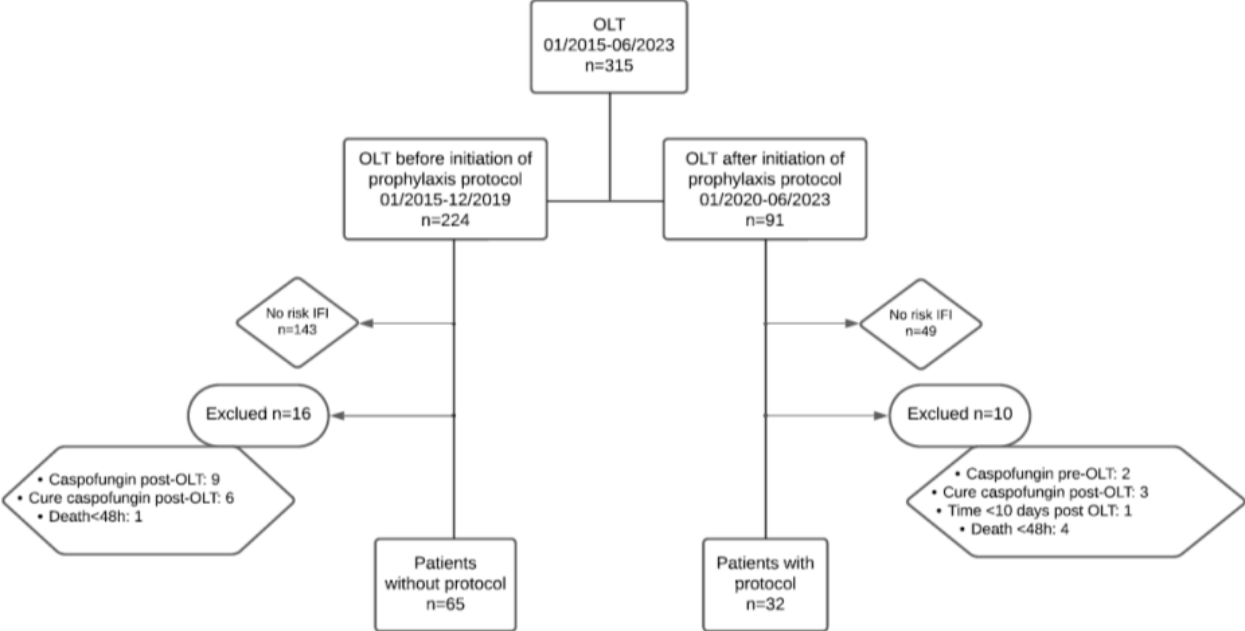 OLT
01/2015-06/2023
n=315
OLT before initiation of
prophylaxis protocol
01/2015-12/2019
n=224
OLT after initiation of
prophylaxis protocol
01/2020-06/2023
n=91
No risk IFI
n=143
No risk IFI
n=49
Exclued n=16
Exclued n=10
• Caspofungin post-OLT: 9
• Cure caspofungin post-OLT: 6
• Death<48h: 1
• Caspofungin pre-OLT: 2
• Cure caspofungin post-OLT: 3
• Time <10 days post OLT: 1
• Death <48h: 4
Patients
without protocol
n=65
Patients with
protocol
n=32